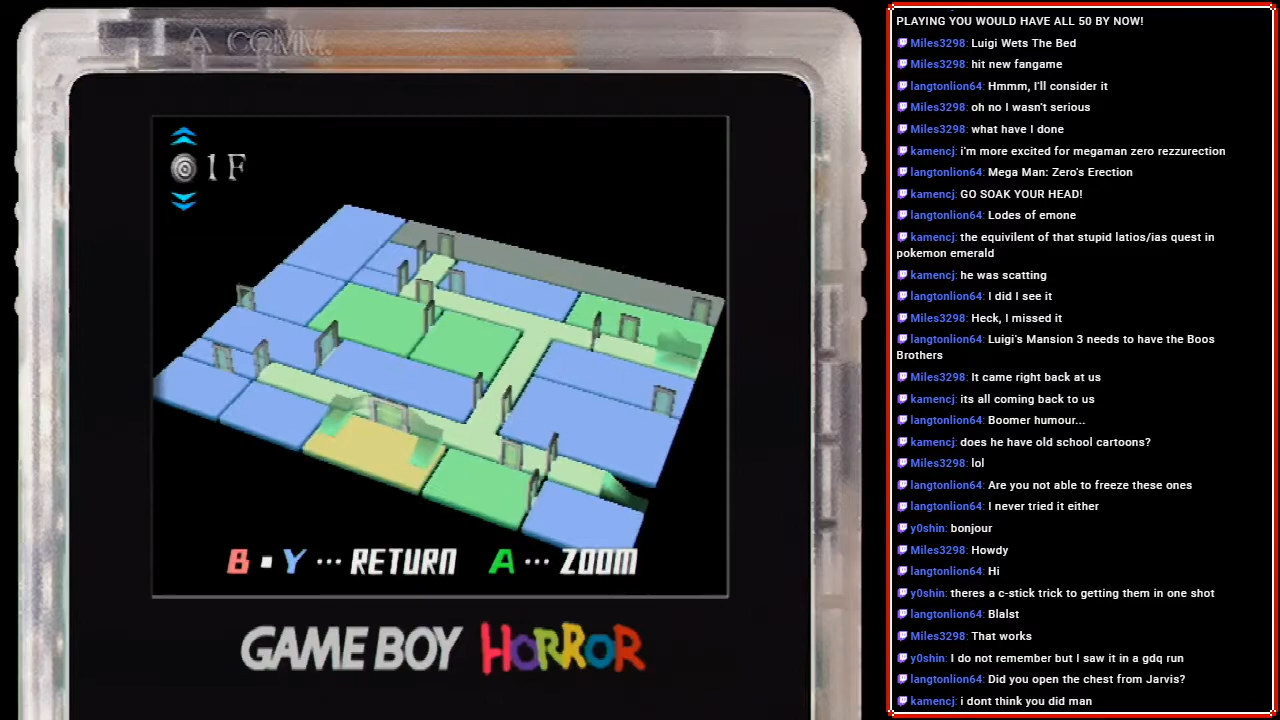 A COMM.
1F
B · Y ··· RETURN A ··· ZOOM
GAME BOY HORROR
PLAYING YOU WOULD HAVE ALL 50 BY NOW!
Miles3298: Luigi Wets The Bed
Miles3298: hit new fangame
langtonlion64: Hmmm, I'll consider it
Miles3298: oh no I wasn't serious
Miles3298: what have I done
kamencj: i'm more excited for megaman zero rezzurection
langtonlion64: Mega Man: Zero's Erection
kamencj: GO SOAK YOUR HEAD!
langtonlion64: Lodes of emone
kamencj: the equivilent of that stupid latios/ias quest in
pokemon emerald
kamencj: he was scatting
langtonlion64: I did I see it
Miles3298: Heck, I missed it
langtonlion64: Luigi's Mansion 3 needs to have the Boos
Brothers
Miles3298: It came right back at us
kamencj: its all coming back to us
langtonlion64: Boomer humour...
kamencj: does he have old school cartoons?
Miles3298: lol
langtonlion64: Are you not able to freeze these ones
langtonlion64: I never tried it either
y0shin: bonjour
Miles3298: Howdy
langtonlion64: Hi
y0shin: theres a c-stick trick to getting them in one shot
langtonlion64: Blalst
Miles3298: That works
y0shin: I do not remember but I saw it in a gdq run
langtonlion64: Did you open the chest from Jarvis?
kamencj: i dont think you did man